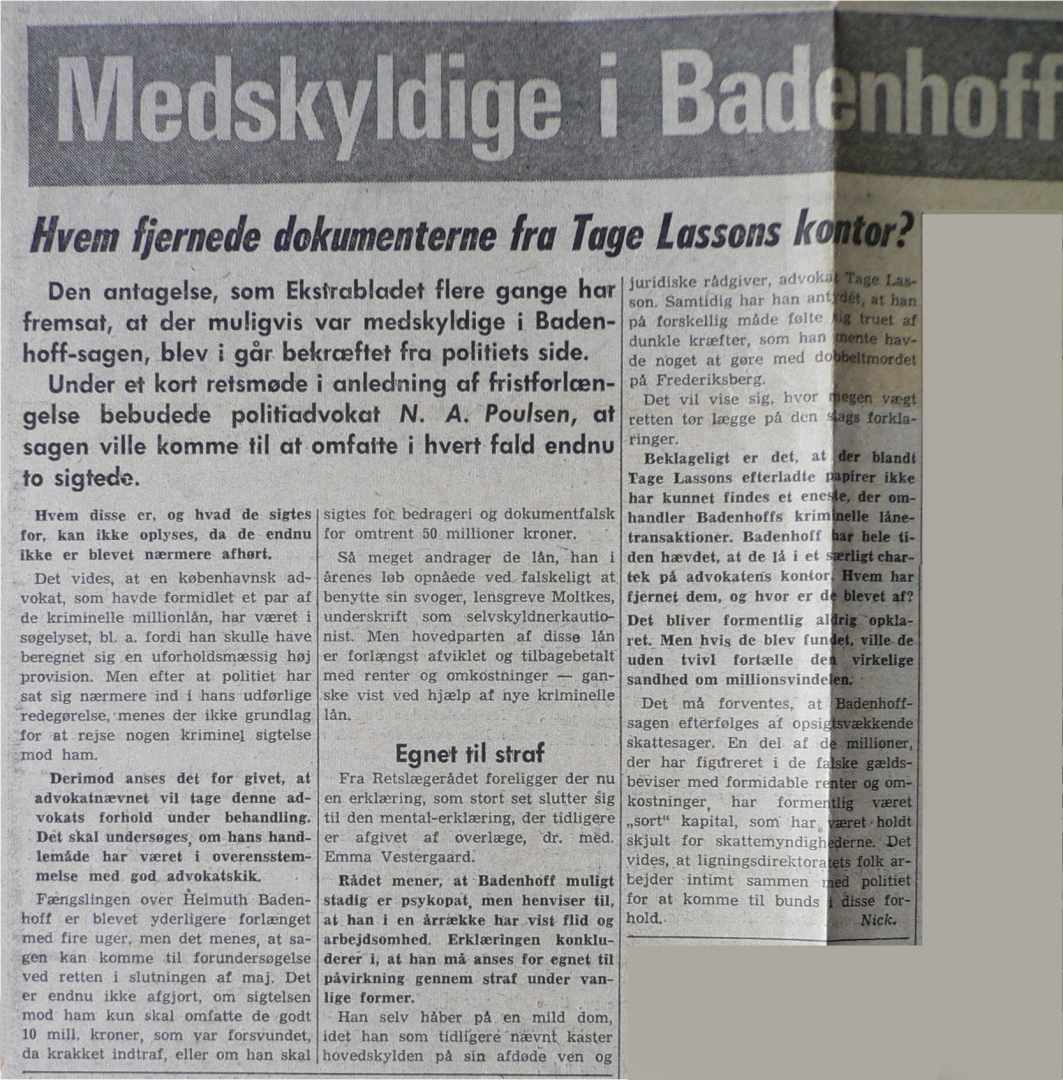 Medskyldige i Badenhoff
Hvem fjernede dokumenterne fra Tage Lassons kontor?
Den antagelse, som Ekstrabladet flere gange har
fremsat, at der muligvis var medskyldige i Baden-
hoff-sagen, blev i går bekræftet fra politiets side.
Under et kort retsmøde i anledning af fristforlæn-
gelse bebudede politiadvokat N. A. Poulsen, at
sagen ville komme til at omfatte i hvert fald endnu
to sigtede.
Hvem disse er, og hvad de sigtes
for, kan ikke oplyses, da de endnu
ikke er blevet nærmere afhørt.
Det vides, at en københavnsk ad-
vokat, som havde formidlet et par af
de kriminelle millionlån, har været i
søgelyset, bl. a. fordi han skulle have
beregnet sig en uforholdsmæssig høj
provision. Men efter at politiet har
sat sig nærmere ind i hans udførlige
redegørelse, menes der ikke grundlag
for at rejse nogen kriminel sigtelse
mod ham.
Derimod anses det for givet, at
advokatnævnet vil tage denne ad-
vokats forhold under behandling.
Det skal undersøges, om hans hand-
lemåde har været i overensstem-
melse med god advokatskik.
Fængslingen over Helmuth Baden-
hoff er blevet yderligere forlænget
med fire uger, men det menes, at sa-
gen kan komme til forundersøgelse
ved retten i slutningen af maj. Det
er endnu ikke afgjort, om sigtelsen
mod ham kun skal omfatte de godt
10 mill. kroner, som var forsvundet,
da krakket indtraf, eller om han skal
sigtes for bedrageri og dokumentfalsk
for omtrent 50 millioner kroner.
Så meget andrager de lån, han i
årenes løb opnåede ved falskeligt at
benytte sin svoger, lensgreve Moltkes,
underskrift som selvskyldnerkautio-
nist. Men hovedparten af disse lån
er forlængst afviklet og tilbagebetalt
med renter og omkostninger — gan-
ske vist ved hjælp af nye kriminelle
lån.
Egnet til straf
Fra Retslægerådet foreligger der nu
en erklæring, som stort set slutter sig
til den mental-erklæring, der tidligere
er afgivet af overlæge, dr. med.
Emma Vestergaard.
Rådet mener, at Badenhoff muligt
stadig er psykopat, men henviser til,
at han i en årrække har vist flid og
arbejdsomhed. Erklæringen konklu-
derer i, at han må anses for egnet til
påvirkning gennem straf under van-
lige former.
Han selv håber på en mild dom,
idet han som tidligere nævnt kaster
hovedskylden på sin afdøde ven og
juridiske rådgiver, advokat Tage Las-
son. Samtidig har han antydet, at han
på forskellig måde følte sig truet af
dunkle kræfter, som han mente hav-
de noget at gøre med dobbeltmordet
på Frederiksberg.
Det vil vise sig, hvor megen vægt
retten tør lægge på den slags forkla-
ringer.
Beklageligt er det, at der blandt
Tage Lassons efterladte papirer ikke
har kunnet findes et eneste, der om-
handler Badenhoffs kriminelle låne-
transaktioner. Badenhoff har hele ti-
den hævdet, at de lå i et særligt char-
tek på advokatens kontor. Hvem har
fjernet dem, og hvor er de blevet af?
Det bliver formentlig aldrig opkla-
ret. Men hvis de blev fundet, ville de
uden tvivl fortælle den virkelige
sandhed om millionsvindelen.
Det må forventes, at Badenhoff-
sagen efterfølges af opsigtsvækkende
skattesager. En del af de millioner,
der har figureret i de falske gælds-
beviser med formidable renter og om-
kostninger, har formentlig været
„sort“ kapital, som har været holdt
skjult for skattemyndighederne. Det
vides, at ligningsdirektoratets folk ar-
bejder intimt sammen med politiet
for at komme til bunds i disse for-
hold. Nick.